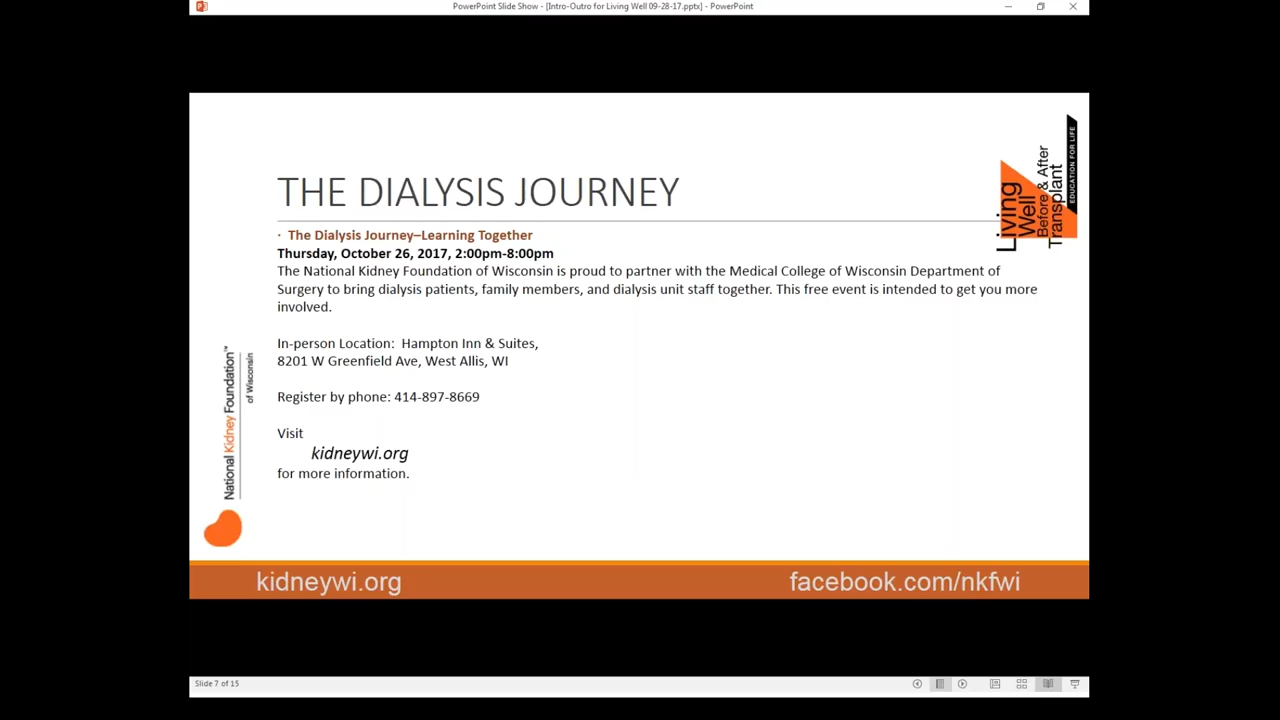 PowerPoint Slide Show - [Intro-Outro for Living Well 09-28-17.pptx] - PowerPoint
THE DIALYSIS JOURNEY
· The Dialysis Journey–Learning Together
Thursday, October 26, 2017, 2:00pm-8:00pm
The National Kidney Foundation of Wisconsin is proud to partner with the Medical College of Wisconsin Department of
Surgery to bring dialysis patients, family members, and dialysis unit staff together. This free event is intended to get you more
involved.
In-person Location:  Hampton Inn & Suites,
8201 W Greenfield Ave, West Allis, WI
Register by phone: 414-897-8669
Visit
kidneywi.org
for more information.
Living
Well
Before & After
Transplant
EDUCATION FOR LIFE
National Kidney Foundation™
of Wisconsin
kidneywi.org
facebook.com/nkfwi
Slide 7 of 15